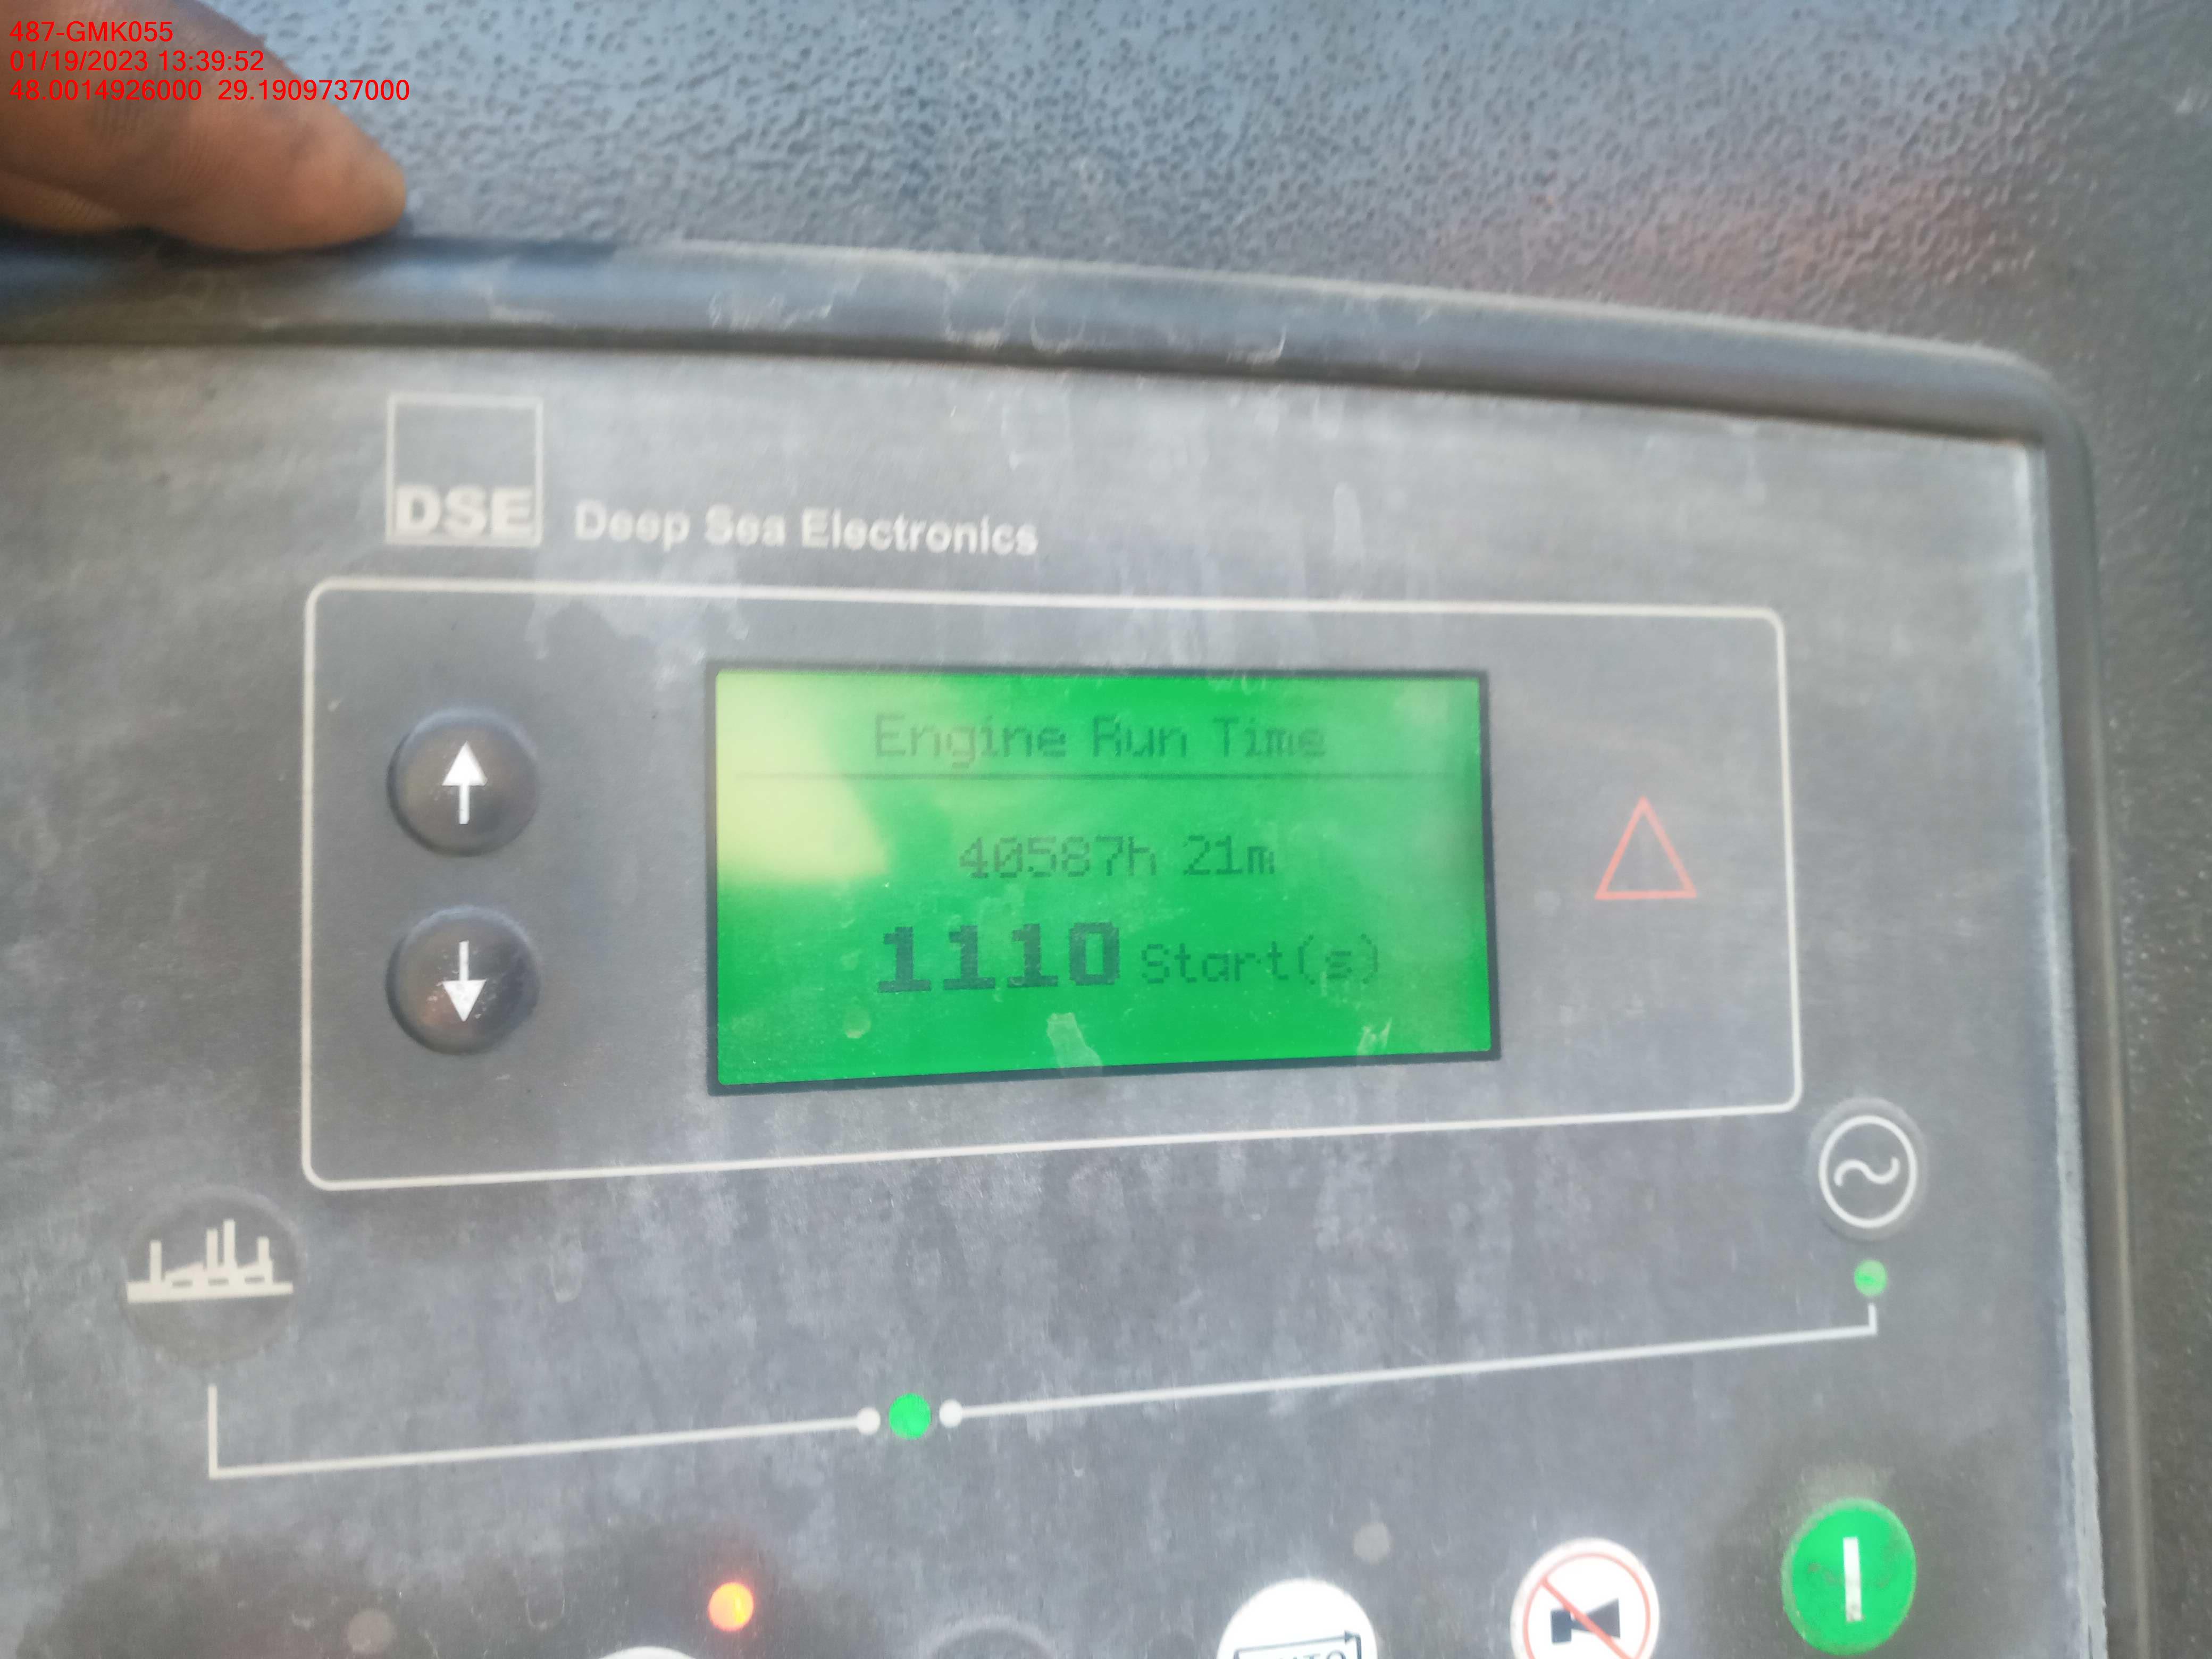 487-GMK055
01/19/2023 13:39:52
48.0014926000 29.1909737000
DSE
Deep Sea Electronics
Engine Run Time
40587h 21m
1110 Start(s)